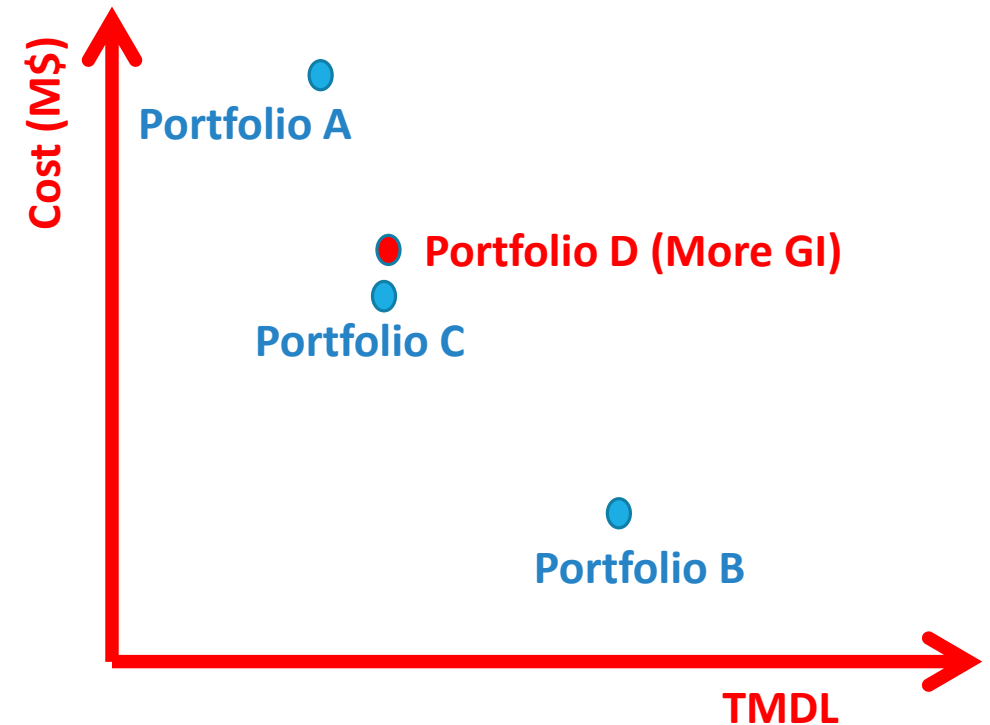 Cost (M$)
Portfolio A
Portfolio D (More GI)
Portfolio C
Portfolio B
TMDL